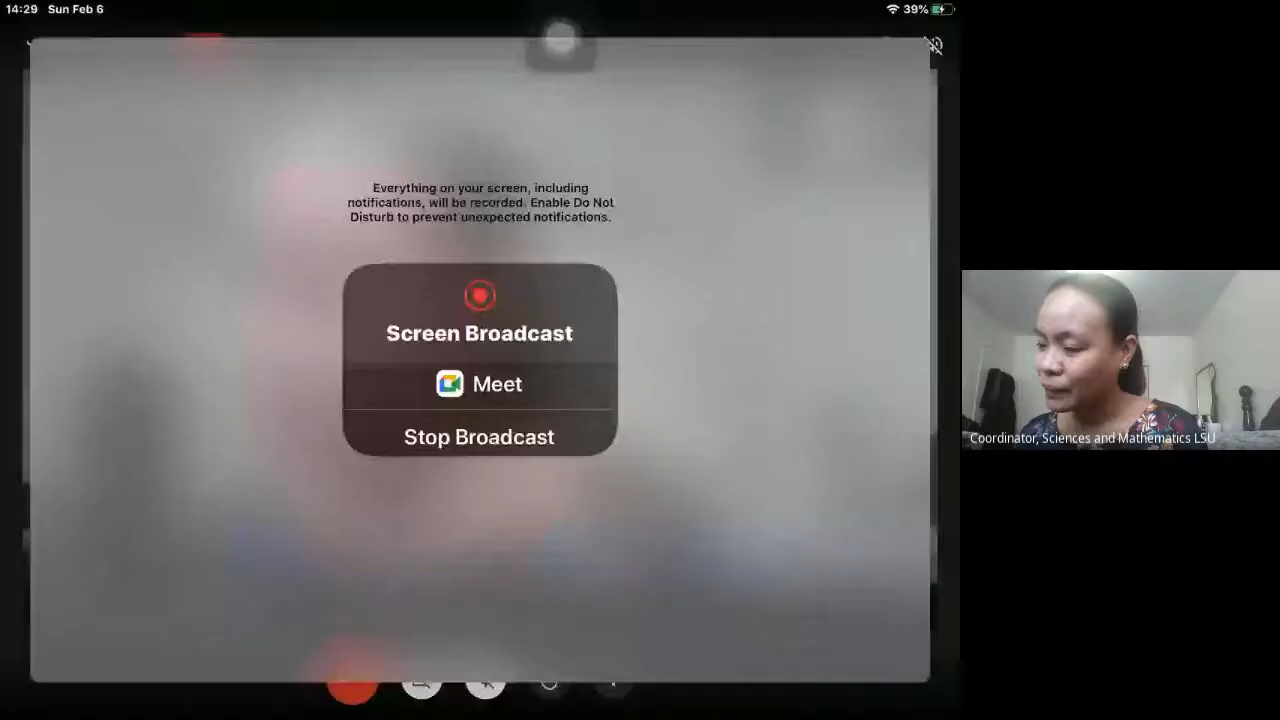 14:29 Sun Feb 6
39%
Everything on your screen, including
notifications, will be recorded. Enable Do Not
Disturb to prevent unexpected notifications.
Screen Broadcast
Meet
Stop Broadcast
Coordinator, Sciences and Mathematics LSU